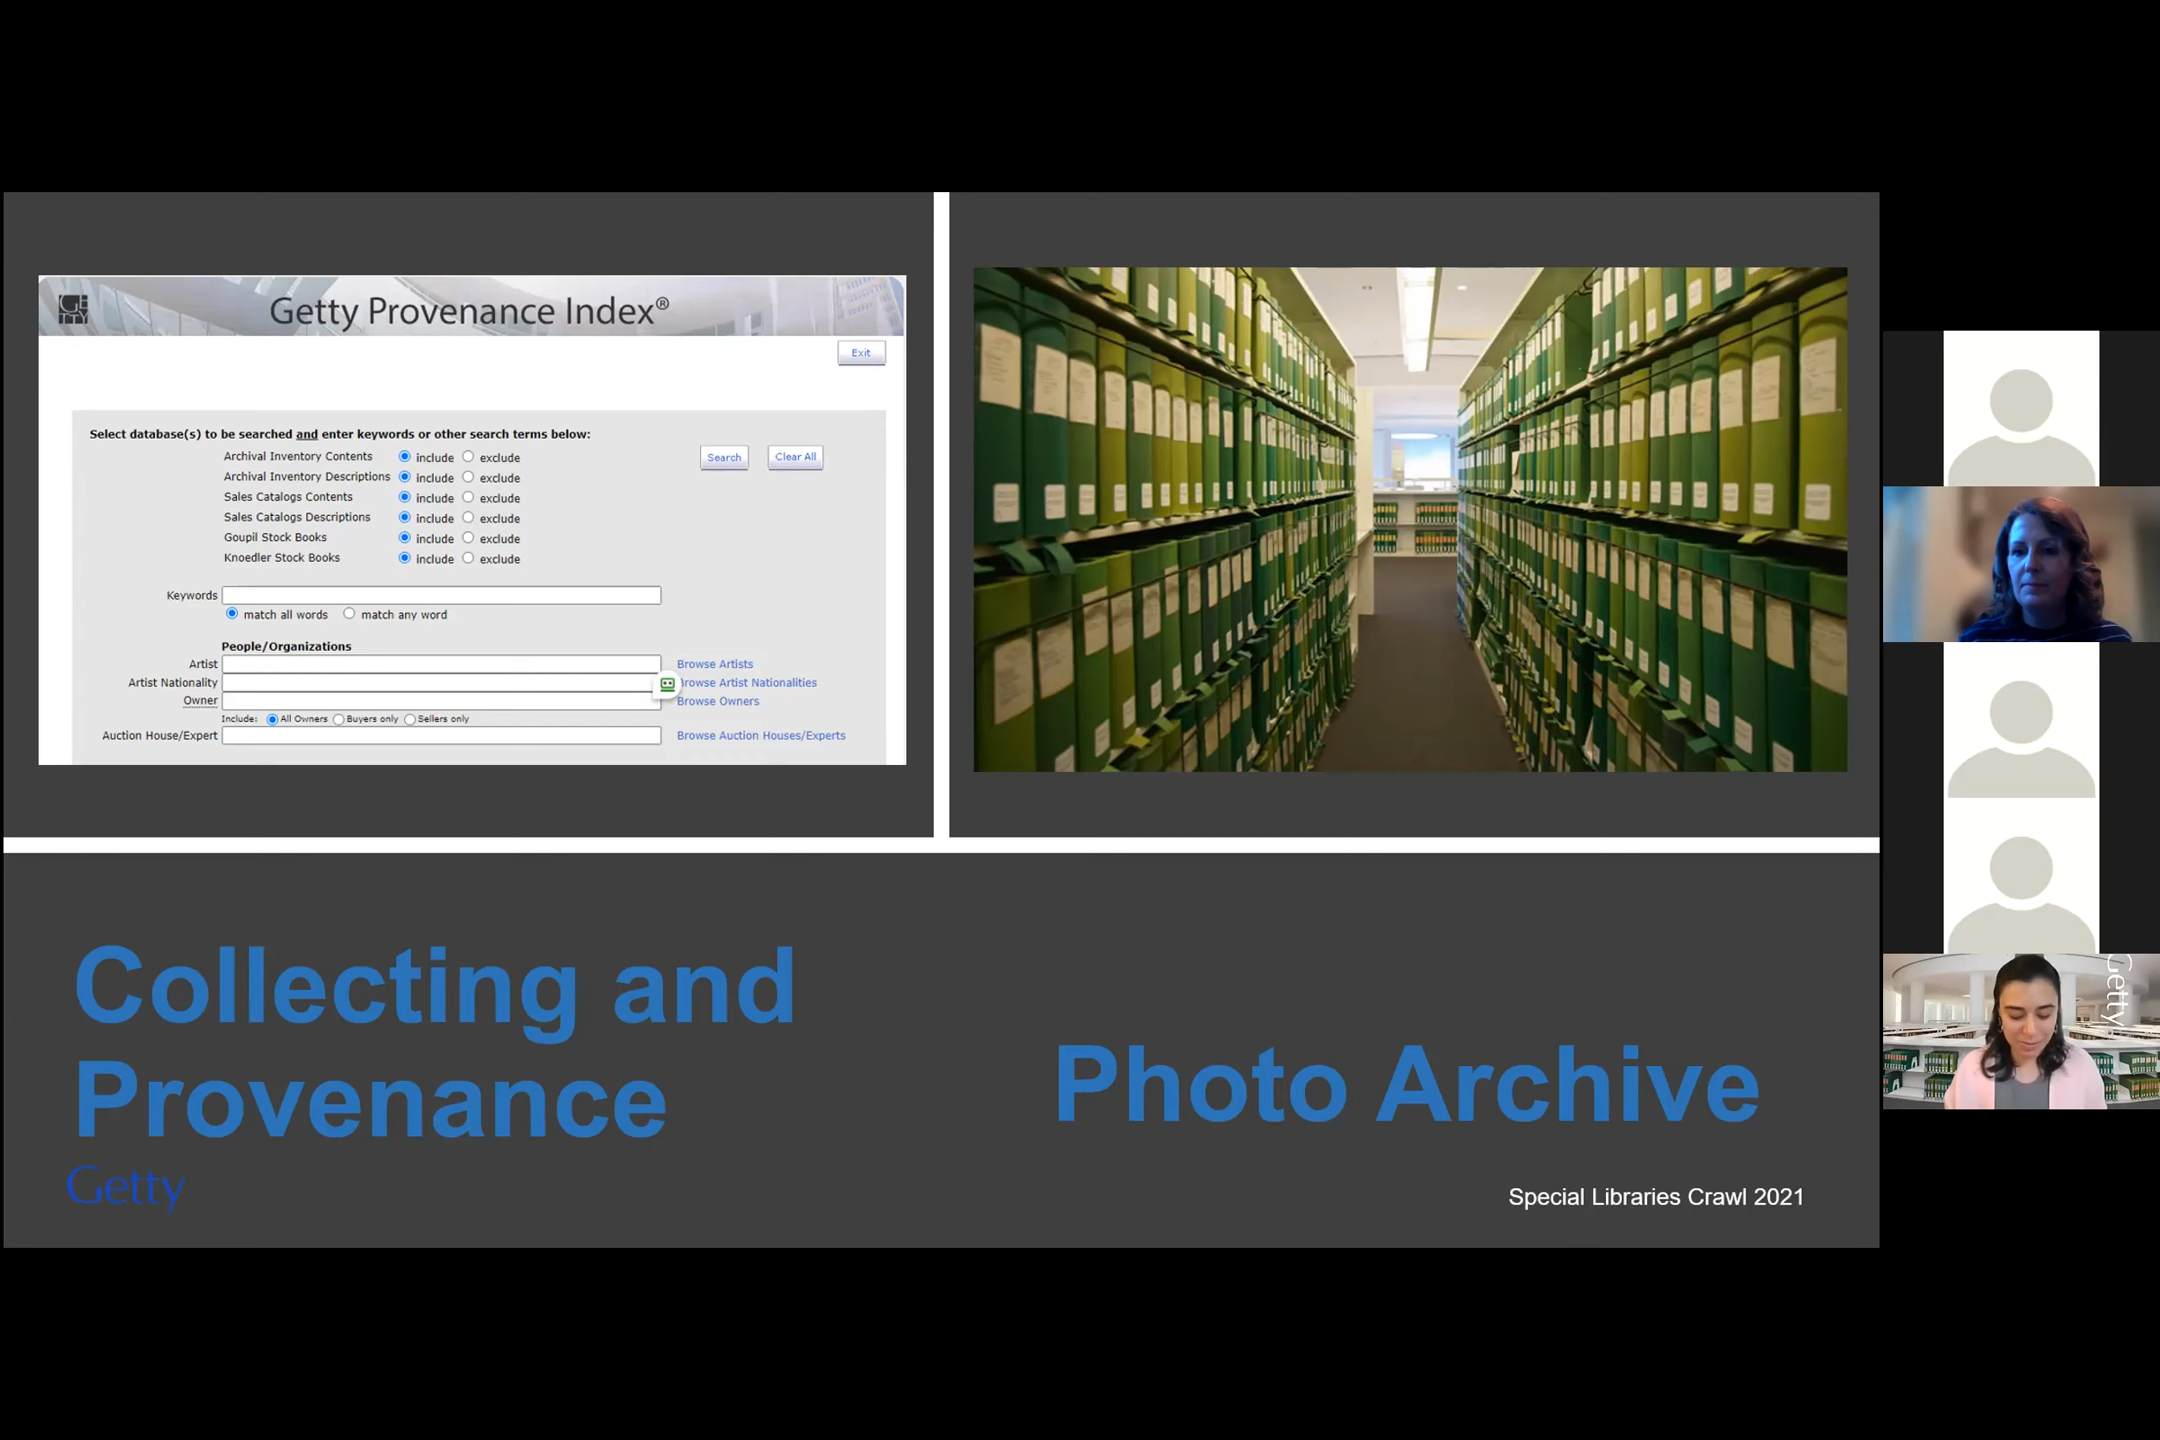 Getty Provenance Index®
Exit
Select database(s) to be searched and enter keywords or other search terms below:
Archival Inventory Contents include exclude
Archival Inventory Descriptions include exclude
Sales Catalogs Contents include exclude
Sales Catalogs Descriptions include exclude
Goupil Stock Books include exclude
Knoedler Stock Books include exclude
Search Clear All
Keywords
match all words match any word
People/Organizations
Artist Browse Artists
Artist Nationality Browse Artist Nationalities
Owner Browse Owners
Include: All Owners Buyers only Sellers only
Auction House/Expert Browse Auction Houses/Experts
Collecting and
Provenance
Getty
Photo Archive
Special Libraries Crawl 2021
Getty